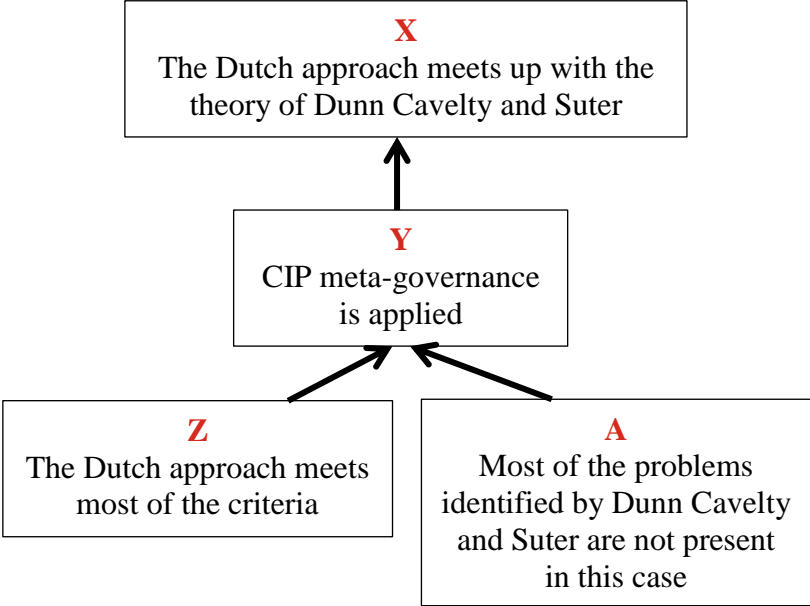 X
The Dutch approach meets up with the
theory of Dunn Cavelty and Suter
Y
CIP meta-governance
is applied
Z
The Dutch approach meets
most of the criteria
A
Most of the problems
identified by Dunn Cavelty
and Suter are not present
in this case